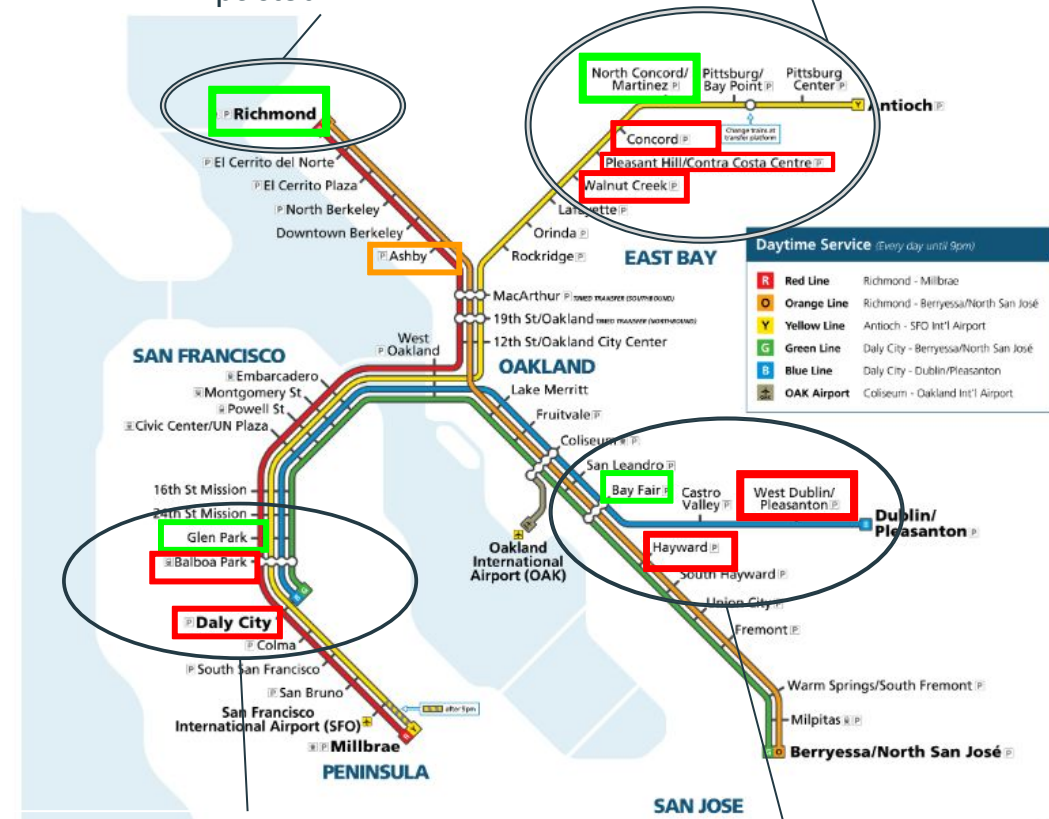 North Concord/
Martinez P
Pittsburg/
Bay Point P
Pittsburg
Center P
Antioch P
Change trains at
transfer platform
Richmond
Concord P
P El Cerrito del Norte
Pleasant Hill/Contra Costa Centre P
P El Cerrito Plaza
Walnut Creek P
P North Berkeley
Lafayette P
Downtown Berkeley
Orinda P
P Ashby
Rockridge P
EAST BAY
Daytime Service (Every day until 9pm)
R Red Line Richmond - Millbrae
O Orange Line Richmond - Berryessa/North San José
Y Yellow Line Antioch - SFO Int'l Airport
G Green Line Daly City - Berryessa/North San José
B Blue Line Daly City - Dublin/Pleasanton
OAK Airport Coliseum - Oakland Int'l Airport
MacArthur P TIMED TRANSFER (SOUTHBOUND)
19th St/Oakland TIMED TRANSFER (NORTHBOUND)
12th St/Oakland City Center
West
P Oakland
SAN FRANCISCO
OAKLAND
Embarcadero
Montgomery St
Powell St
Civic Center/UN Plaza
Lake Merritt
Fruitvale P
Coliseum P
San Leandro P
Bay Fair P
Castro
Valley P
West Dublin/
Pleasanton P
Dublin/
Pleasanton P
16th St Mission
24th St Mission
Glen Park
Balboa Park
P Daly City
P Colma
P South San Francisco
P San Bruno
San Francisco
International Airport (SFO)
after 9pm
P Millbrae
PENINSULA
Oakland
International
Airport (OAK)
Hayward P
South Hayward P
Union City P
Fremont P
Warm Springs/South Fremont P
Milpitas P
G O Berryessa/North San José P
SAN JOSE